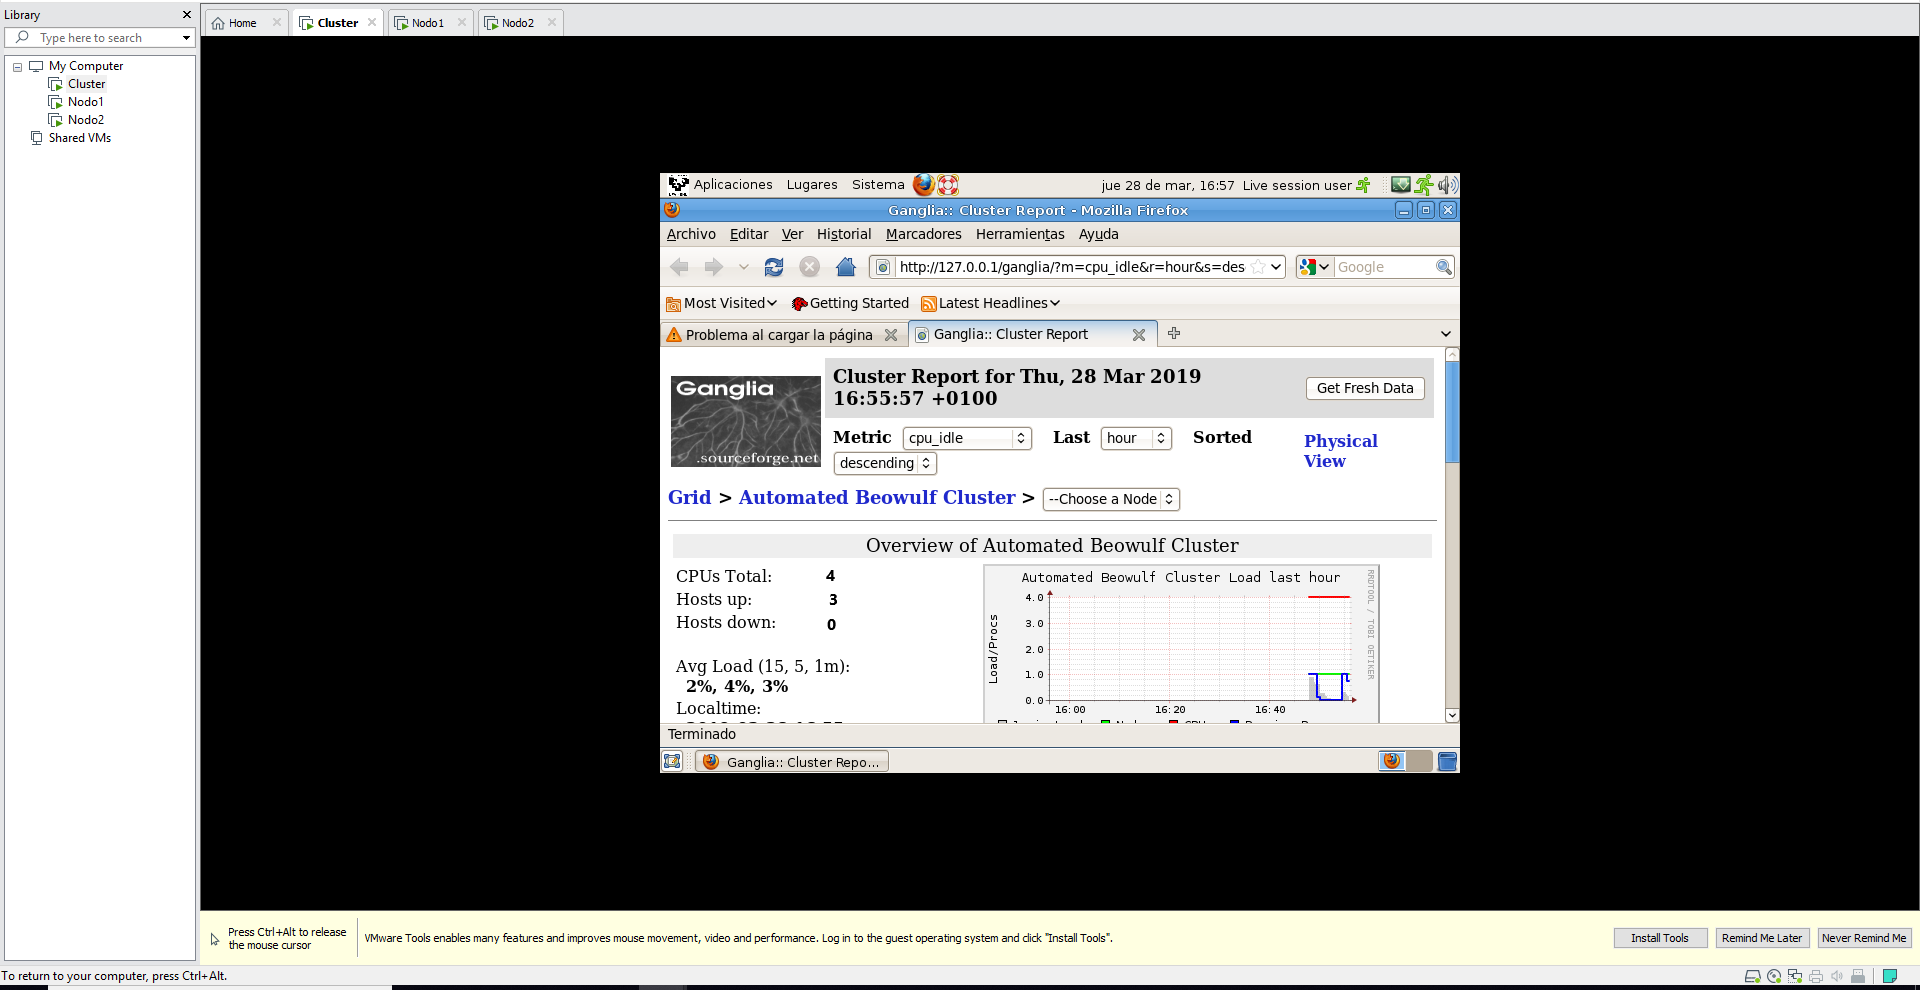 Library
Type here to search
My Computer
Cluster
Nodo1
Nodo2
Shared VMs
Home
Cluster
Nodo1
Nodo2
Aplicaciones Lugares Sistema
jue 28 de mar, 16:57 Live session user
Ganglia:: Cluster Report - Mozilla Firefox
Archivo Editar Ver Historial Marcadores Herramientas Ayuda
http://127.0.0.1/ganglia/?m=cpu_idle&r=hour&s=des
Google
Most Visited Getting Started Latest Headlines
Problema al cargar la página
Ganglia:: Cluster Report
Ganglia
.sourceforge.net
Cluster Report for Thu, 28 Mar 2019
16:55:57 +0100
Get Fresh Data
Metric cpu_idle Last hour Sorted
descending
Physical
View
Grid > Automated Beowulf Cluster > --Choose a Node
Overview of Automated Beowulf Cluster
CPUs Total: 4
Hosts up: 3
Hosts down: 0
Avg Load (15, 5, 1m):
2%, 4%, 3%
Localtime:
Automated Beowulf Cluster Load last hour
Load/Procs
4.0
3.0
2.0
1.0
0.0
16:00 16:20 16:40
RRDTOOL / TOBI OETIKER
Terminado
Ganglia:: Cluster Repo...
Press Ctrl+Alt to release
the mouse cursor
VMware Tools enables many features and improves mouse movement, video and performance. Log in to the guest operating system and click "Install Tools".
Install Tools
Remind Me Later
Never Remind Me
To return to your computer, press Ctrl+Alt.